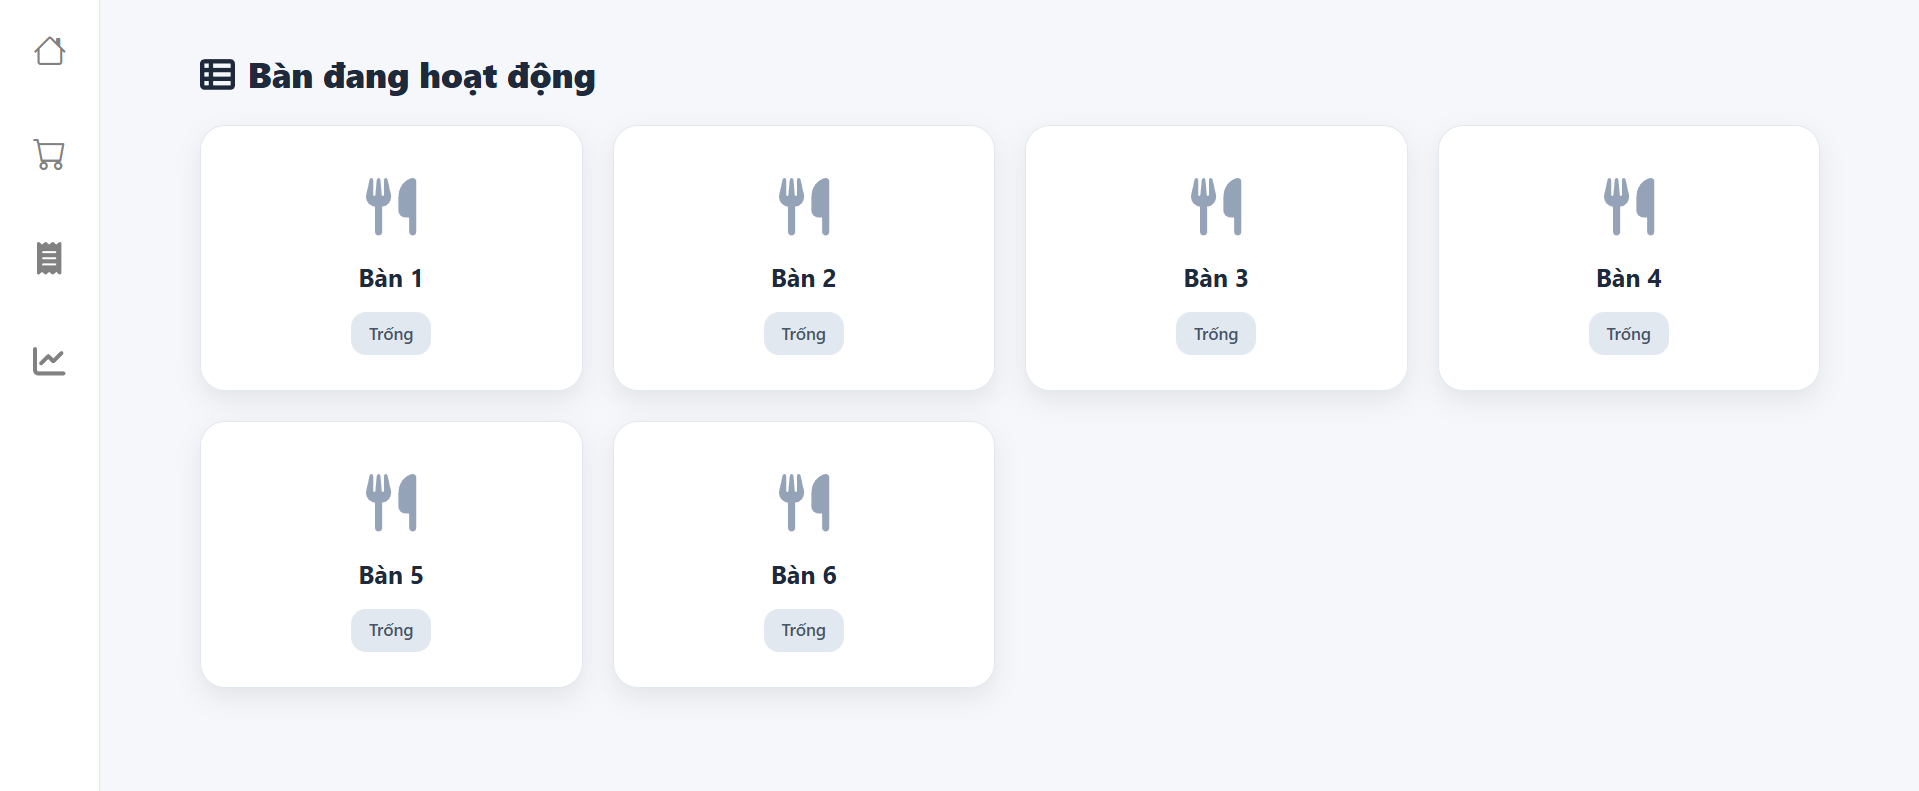 Bàn đang hoạt động
Bàn 1
Trống
Bàn 2
Trống
Bàn 3
Trống
Bàn 4
Trống
Bàn 5
Trống
Bàn 6
Trống